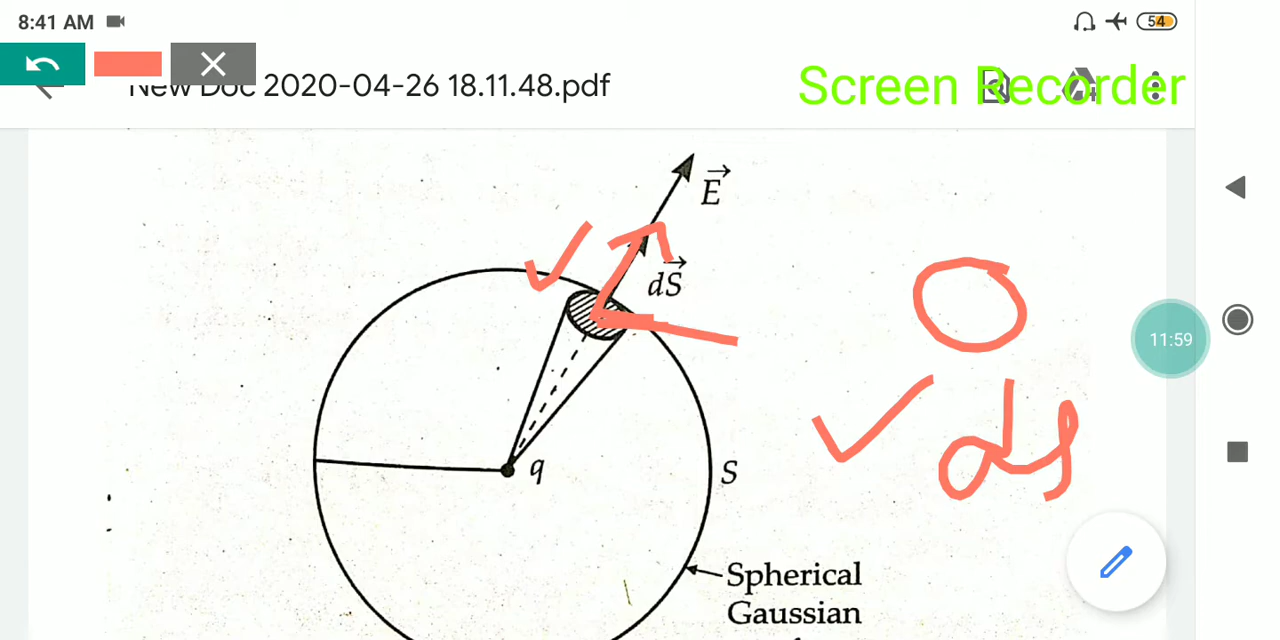 8:41 AM
54
New Doc 2020-04-26 18.11.48.pdf
Screen Recorder
E
dS
11:59
ds
q
S
Spherical
Gaussian